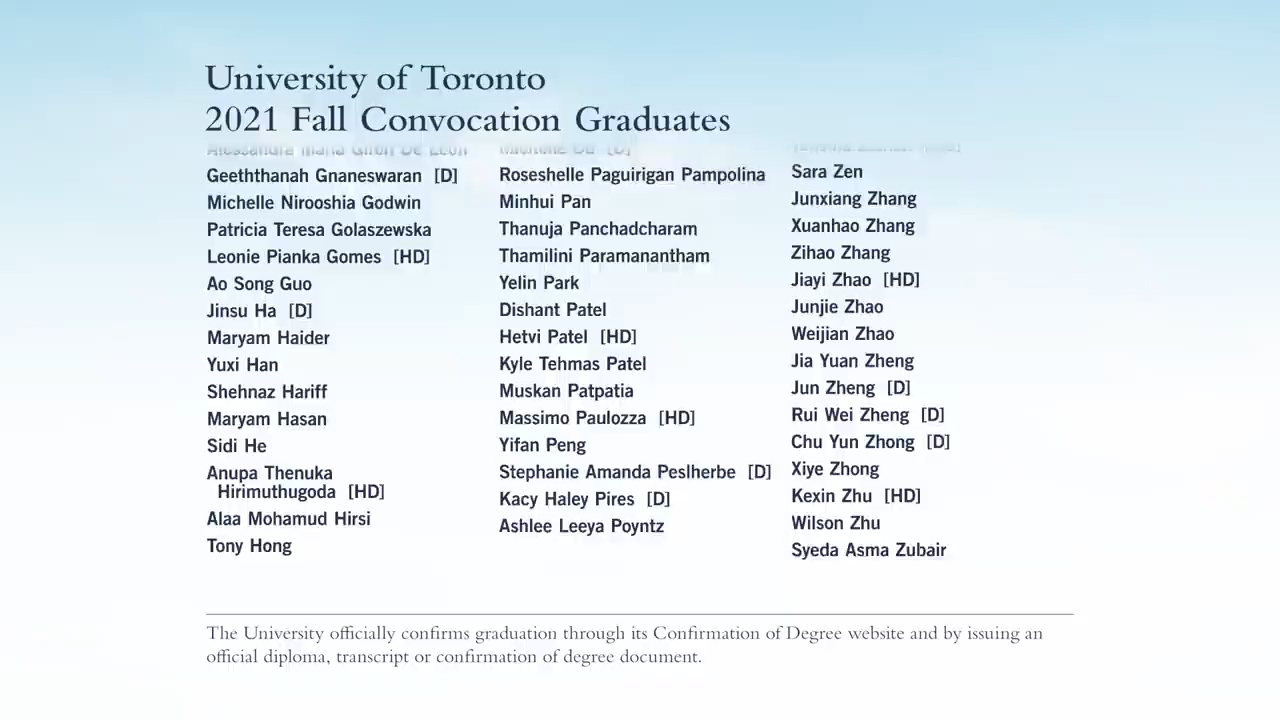 University of Toronto
2021 Fall Convocation Graduates
Alessandra Maria Giron De Leon
Geeththanah Gnaneswaran [D]
Michelle Nirooshia Godwin
Patricia Teresa Golaszewska
Leonie Pianka Gomes [HD]
Ao Song Guo
Jinsu Ha [D]
Maryam Haider
Yuxi Han
Shehnaz Hariff
Maryam Hasan
Sidi He
Anupa Thenuka
Hirimuthugoda [HD]
Alaa Mohamud Hirsi
Tony Hong
Roseshelle Paguirigan Pampolina
Minhui Pan
Thanuja Panchadcharam
Thamilini Paramanantham
Yelin Park
Dishant Patel
Hetvi Patel [HD]
Kyle Tehmas Patel
Muskan Patpatia
Massimo Paulozza [HD]
Yifan Peng
Stephanie Amanda Peslherbe [D]
Kacy Haley Pires [D]
Ashlee Leeya Poyntz
Sara Zen
Junxiang Zhang
Xuanhao Zhang
Zihao Zhang
Jiayi Zhao [HD]
Junjie Zhao
Weijian Zhao
Jia Yuan Zheng
Jun Zheng [D]
Rui Wei Zheng [D]
Chu Yun Zhong [D]
Xiye Zhong
Kexin Zhu [HD]
Wilson Zhu
Syeda Asma Zubair
The University officially confirms graduation through its Confirmation of Degree website and by issuing an
official diploma, transcript or confirmation of degree document.